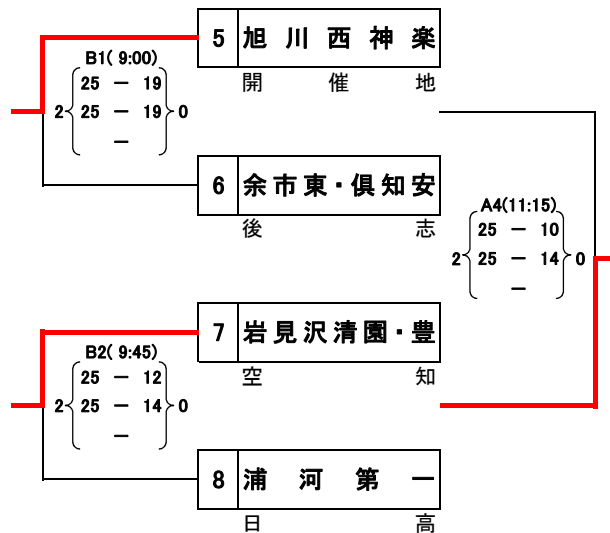 5 旭川西神楽
開催地
B1( 9:00)
25 － 19
2 25 － 19 0
－
6 余市東・倶知安
後志
A4(11:15)
25 － 10
2 25 － 14 0
－
7 岩見沢清園・豊
空知
B2( 9:45)
25 － 12
2 25 － 14 0
－
8 浦河第一
日高